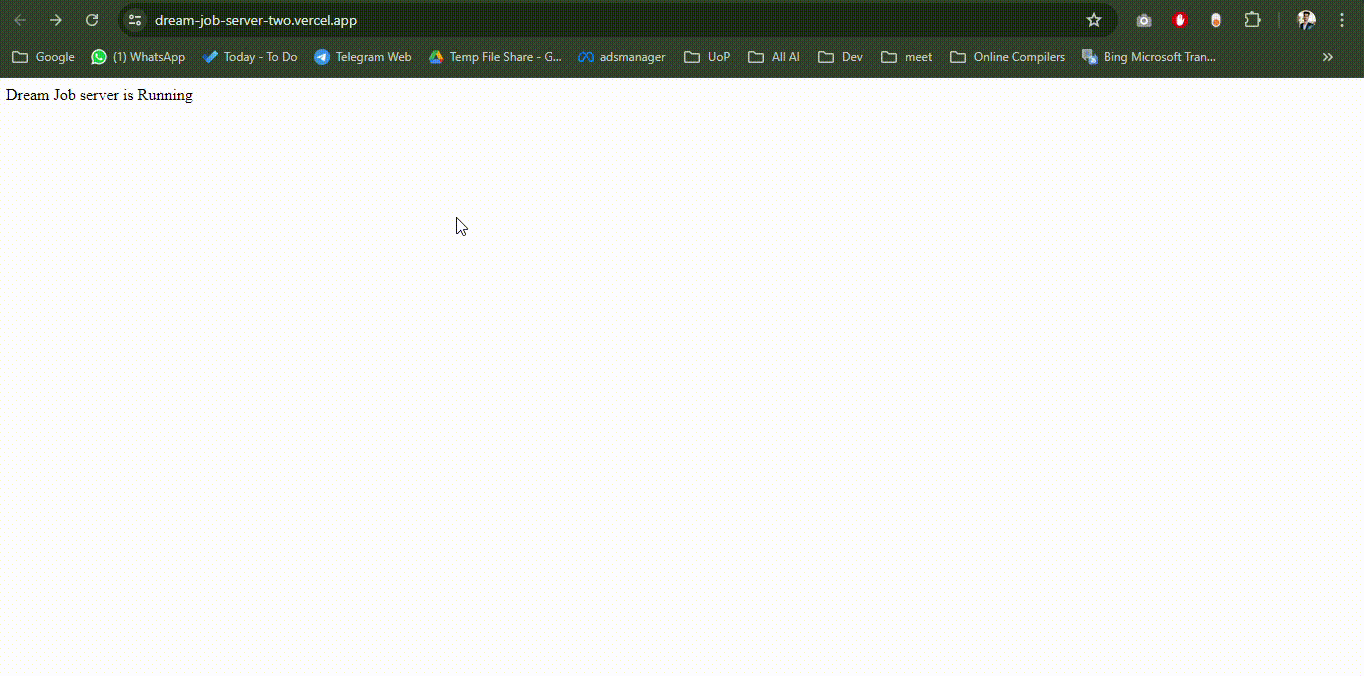 dream-job-server-two.vercel.app
Google (1) WhatsApp Today - To Do Telegram Web Temp File Share - G... adsmanager UoP All AI Dev meet Online Compilers Bing Microsoft Tran...
Dream Job server is Running